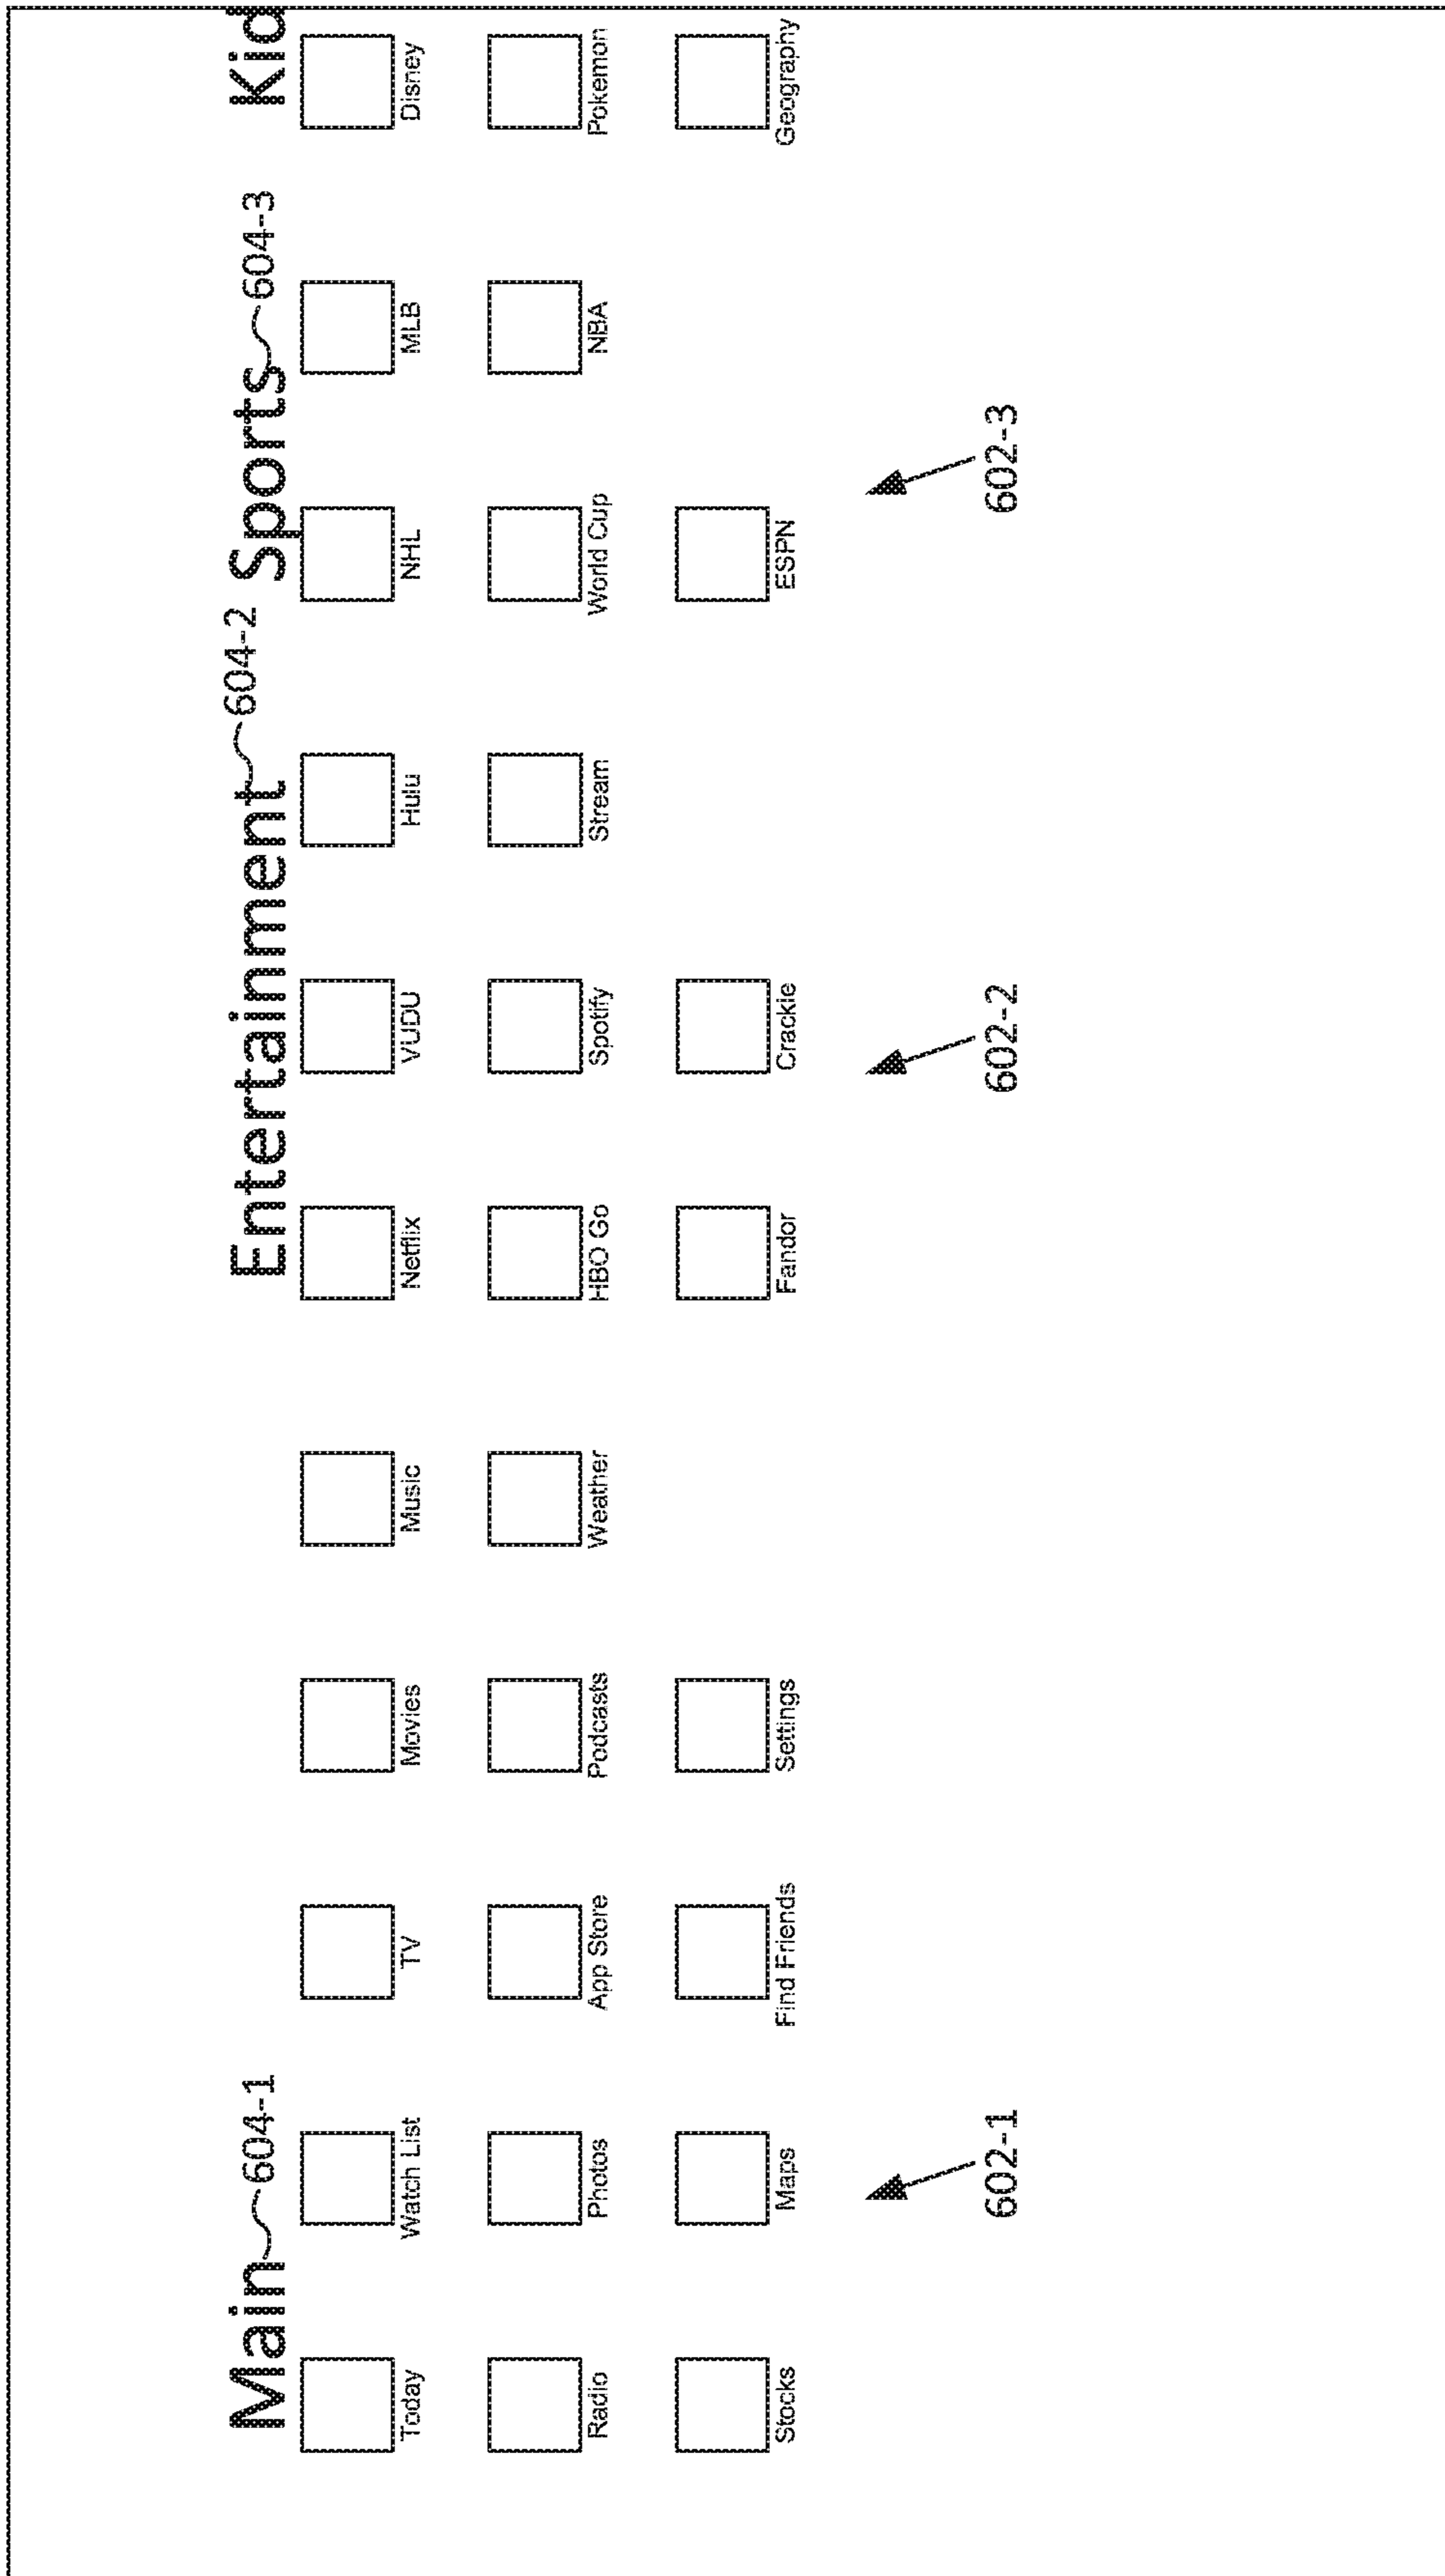 Main 604-1 Entertainment 604-2 Sports 604-3 Kid
Today Watch List TV Movies Music Netflix VUDU Hulu NHL MLB Disney
Radio Photos App Store Podcasts Weather HBO Go Spotify Stream World Cup NBA Pokemon
Stocks Maps Find Friends Settings Fandor Crackle ESPN Geography
602-1 602-2 602-3